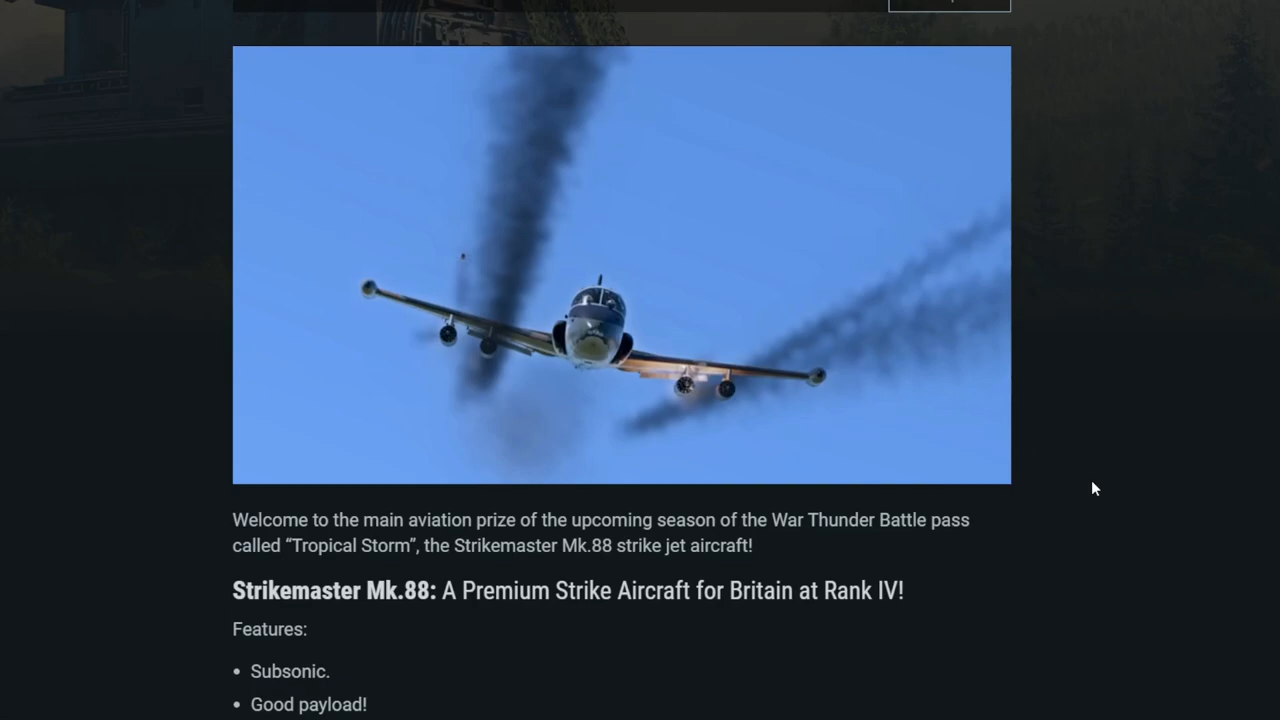 Welcome to the main aviation prize of the upcoming season of the War Thunder Battle pass
called “Tropical Storm”, the Strikemaster Mk.88 strike jet aircraft!
Strikemaster Mk.88: A Premium Strike Aircraft for Britain at Rank IV!
Features:
• Subsonic.
• Good payload!